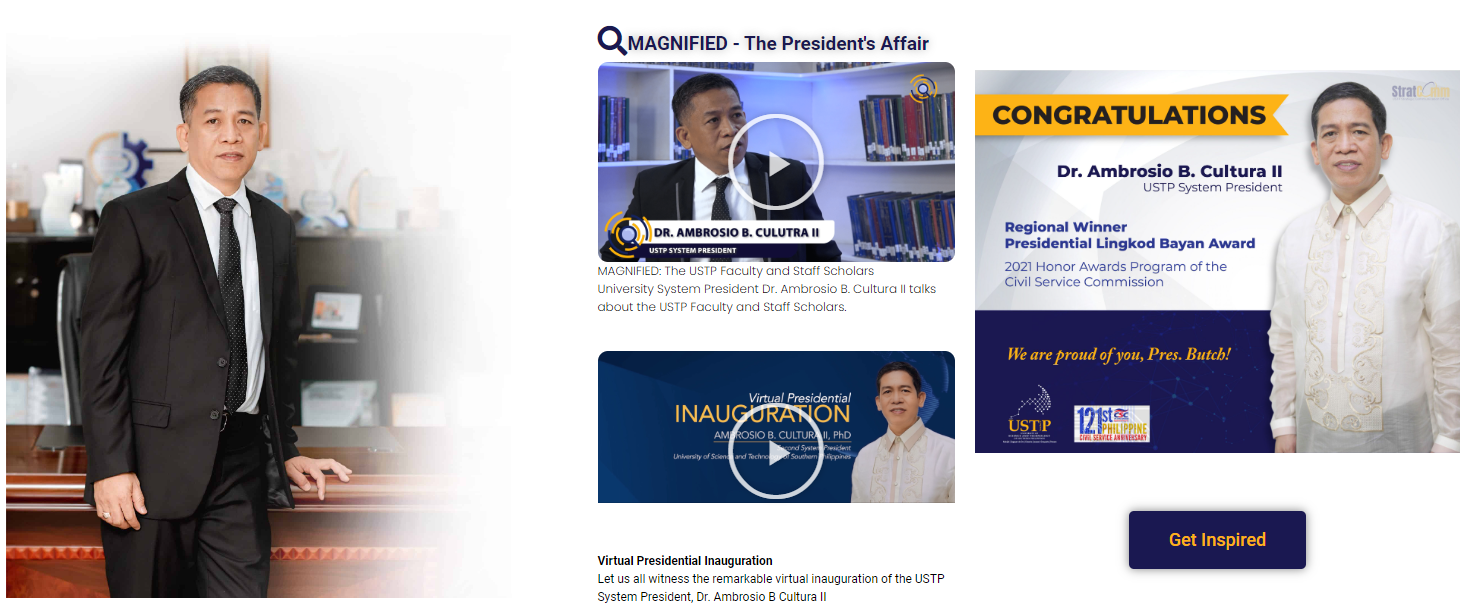 MAGNIFIED - The President's Affair
DR. AMBROSIO B. CULUTRA II
USTP SYSTEM PRESIDENT
MAGNIFIED: The USTP Faculty and Staff Scholars
University System President Dr. Ambrosio B. Cultura II talks
about the USTP Faculty and Staff Scholars.
Virtual Presidential
INAUGURATION
AMBROSIO B. CULTURA II, PhD
Second System President
University of Science and Technology of Southern Philippines
Virtual Presidential Inauguration
Let us all witness the remarkable virtual inauguration of the USTP
System President, Dr. Ambrosio B Cultura II
CONGRATULATIONS
Dr. Ambrosio B. Cultura II
USTP System President
Regional Winner
Presidential Lingkod Bayan Award
2021 Honor Awards Program of the
Civil Service Commission
We are proud of you, Pres. Butch!
USTP
121st
PHILIPPINE
CIVIL SERVICE ANNIVERSARY
Get Inspired